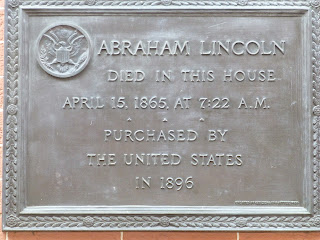 ABRAHAM LINCOLN
DIED IN THIS HOUSE
APRIL 15, 1865, AT 7:22 A.M.
PURCHASED BY
THE UNITED STATES
IN 1896